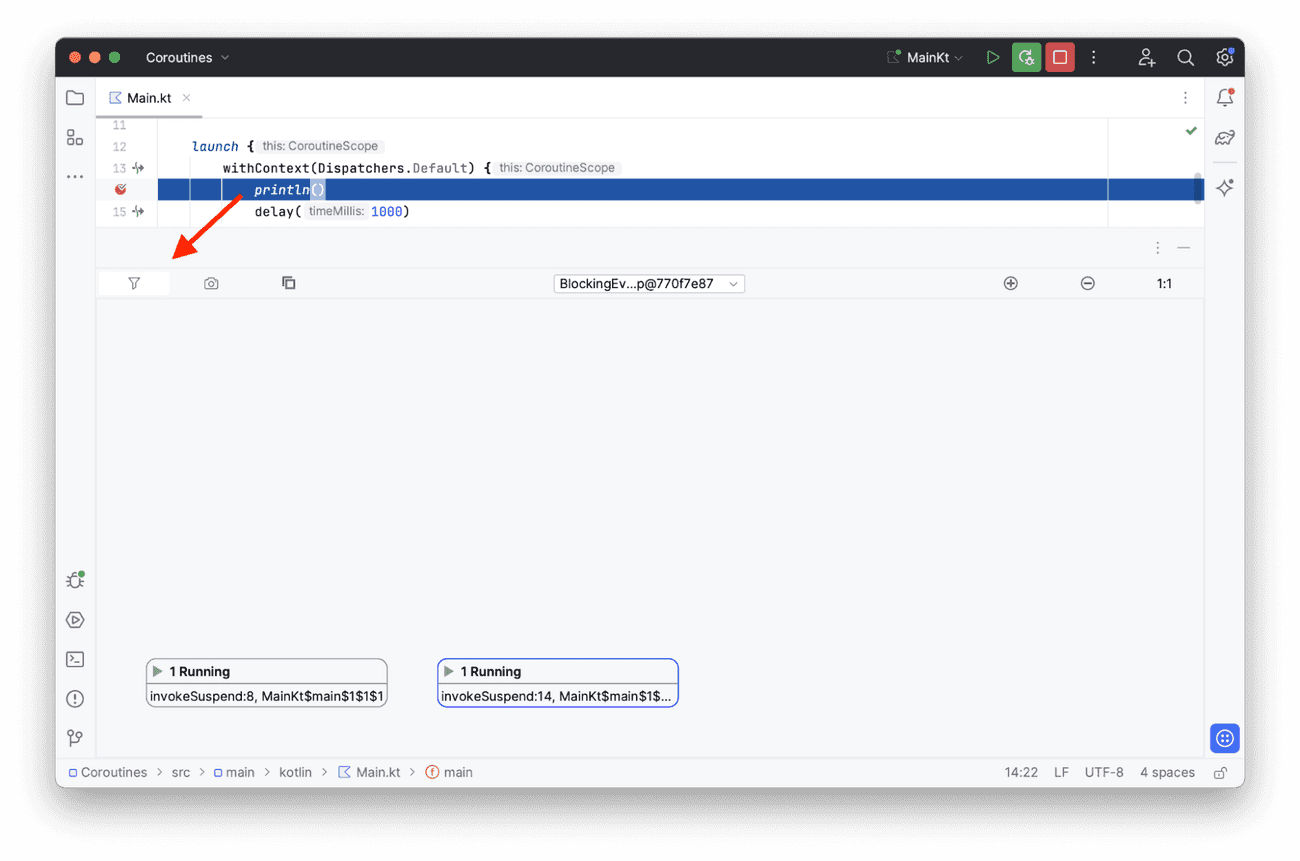 Coroutines MainKt
Main.kt
11
12 launch { this: CoroutineScope
13 withContext(Dispatchers.Default) { this: CoroutineScope
println()
15 delay( timeMillis: 1000)
BlockingEv...p@770f7e87 1:1
1 Running 1 Running
invokeSuspend:8, MainKt$main$1$1$1 invokeSuspend:14, MainKt$main$1$...
Coroutines > src > main > kotlin > Main.kt > f main 14:22 LF UTF-8 4 spaces